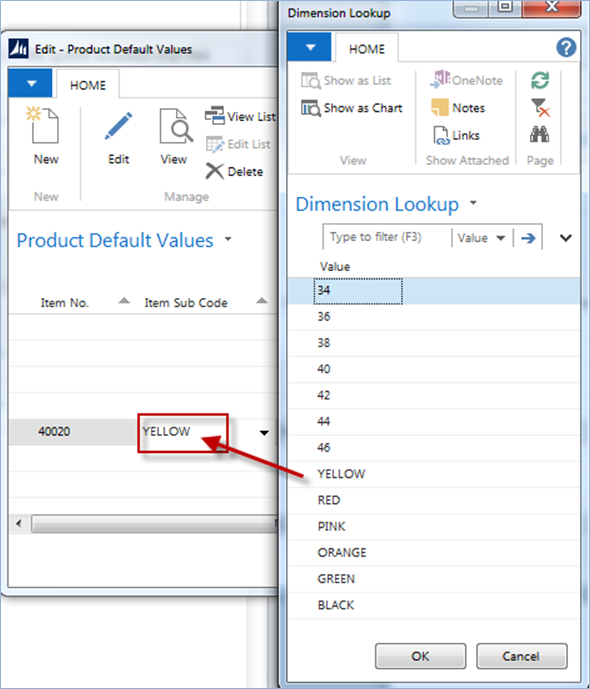 Edit - Product Default Values
HOME
New
Edit
View
View List
Edit List
Delete
New
Manage
Product Default Values
Item No.
Item Sub Code
40020
YELLOW
Dimension Lookup
HOME
?
Show as List
Show as Chart
OneNote
Notes
Links
View
Show Attached
Page
Dimension Lookup
Type to filter (F3)
Value
Value
34
36
38
40
42
44
46
YELLOW
RED
PINK
ORANGE
GREEN
BLACK
OK
Cancel